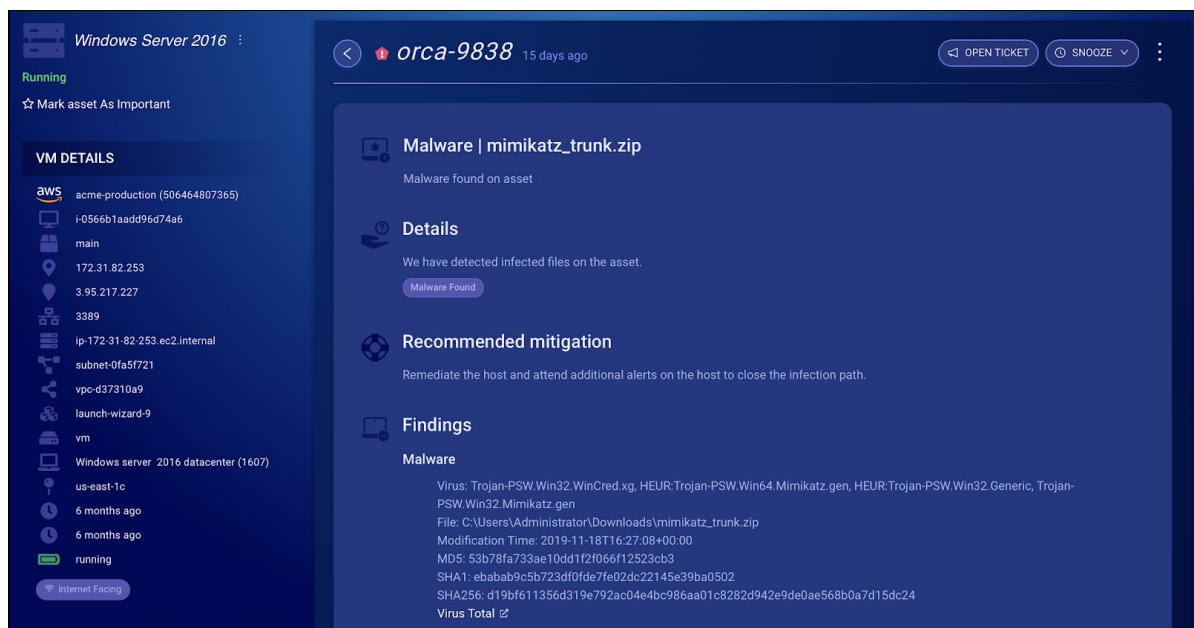 Windows Server 2016
Running
Mark asset As Important
VM DETAILS
aws acme-production (506464807365)
i-0566b1aadd96d74a6
main
172.31.82.253
3.95.217.227
3389
ip-172-31-82-253.ec2.internal
subnet-0fa5f721
vpc-d37310a9
launch-wizard-9
vm
Windows server 2016 datacenter (1607)
us-east-1c
6 months ago
6 months ago
running
Internet Facing
orca-9838 15 days ago
OPEN TICKET
SNOOZE
Malware | mimikatz_trunk.zip
Malware found on asset
Details
We have detected infected files on the asset.
Malware Found
Recommended mitigation
Remediate the host and attend additional alerts on the host to close the infection path.
Findings
Malware
Virus: Trojan-PSW.Win32.WinCred.xg, HEUR:Trojan-PSW.Win64.Mimikatz.gen, HEUR:Trojan-PSW.Win32.Generic, Trojan-
PSW.Win32.Mimikatz.gen
File: C:\Users\Administrator\Downloads\mimikatz_trunk.zip
Modification Time: 2019-11-18T16:27:08+00:00
MD5: 53b78fa733ae10dd1f2f066f12523cb3
SHA1: ebabab9c5b723df0fde7fe02dc22145e39ba0502
SHA256: d19bf611356d319e792ac04e4bc986aa01c8282d942e9de0ae568b0a7d15dc24
Virus Total